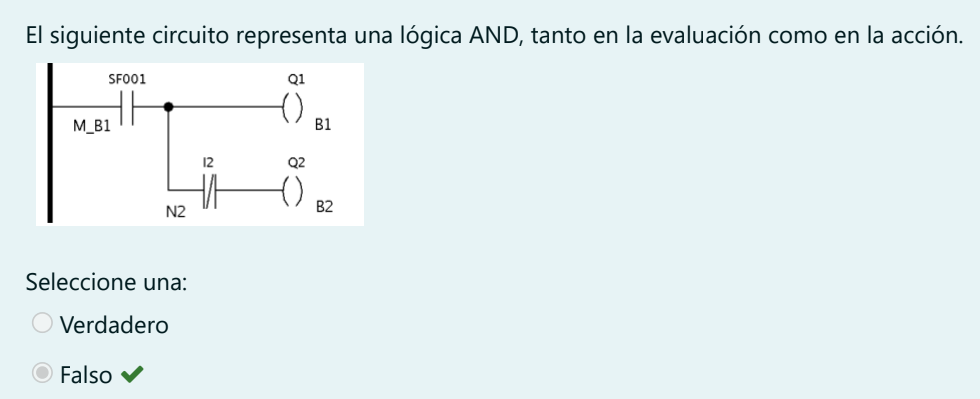 El siguiente circuito representa una lógica AND, tanto en la evaluación como en la acción.
SF001 Q1
M_B1 B1
I2 Q2
N2 B2
Seleccione una:
Verdadero
Falso